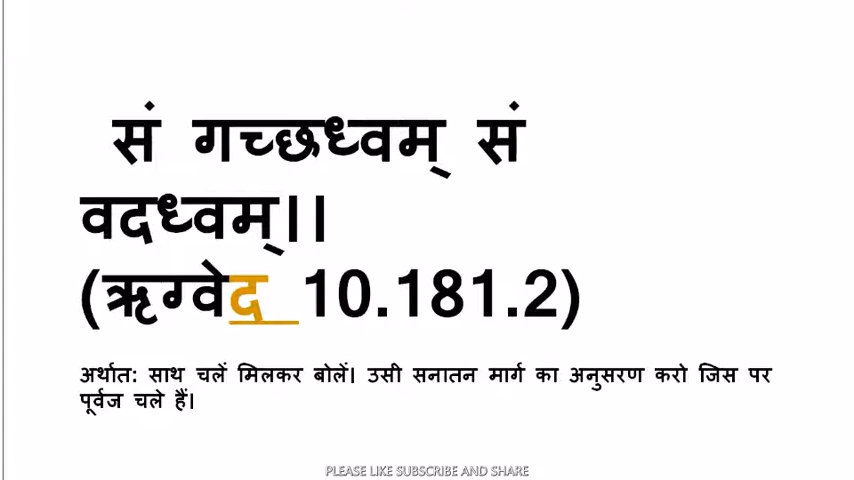 सं गच्छध्वम् सं
वदध्वम्।।
(ऋग्वेद 10.181.2)
अर्थात: साथ चलें मिलकर बोलें। उसी सनातन मार्ग का अनुसरण करो जिस पर
पूर्वज चले हैं।
PLEASE LIKE SUBSCRIBE AND SHARE